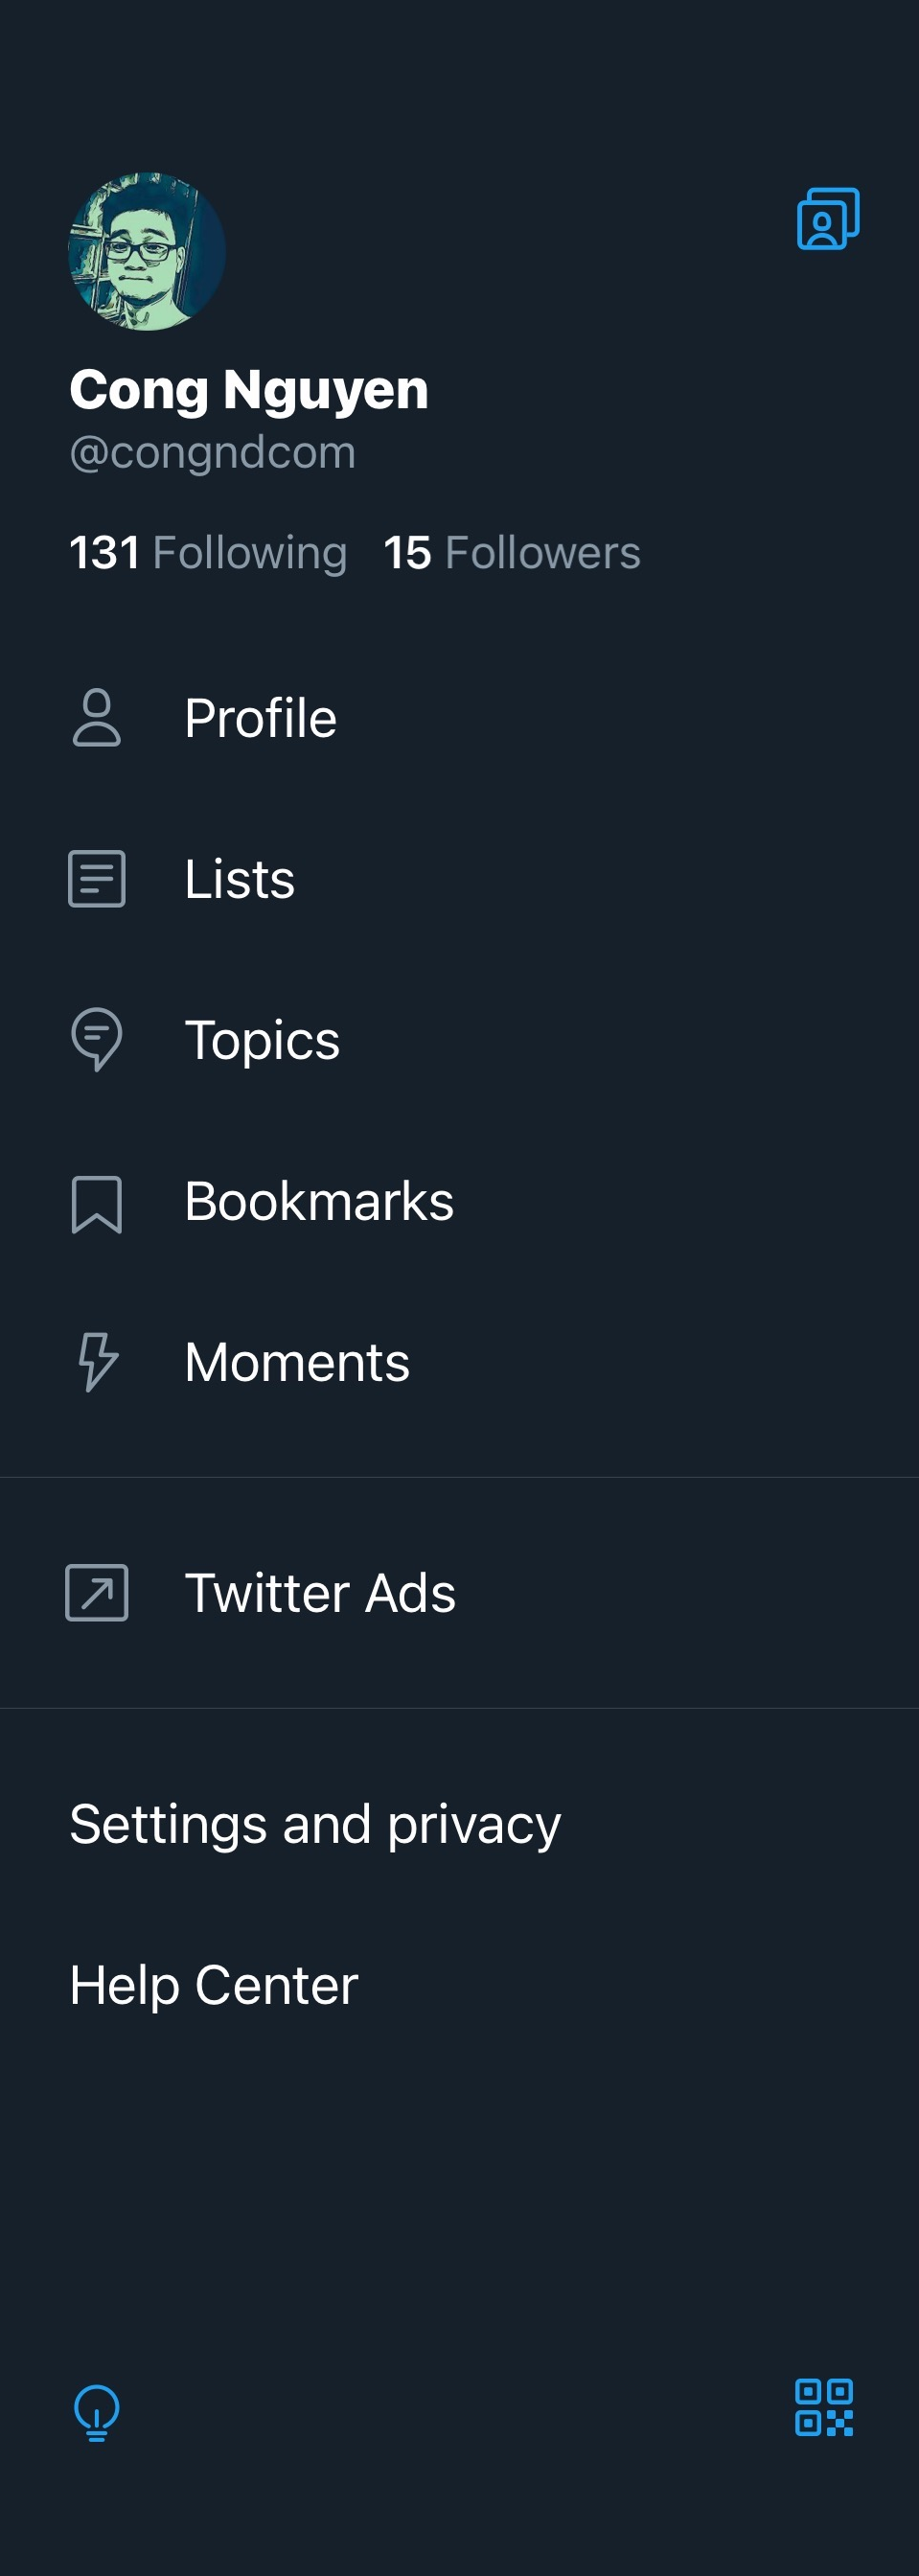 Cong Nguyen
@congndcom
131 Following 15 Followers
Profile
Lists
Topics
Bookmarks
Moments
Twitter Ads
Settings and privacy
Help Center